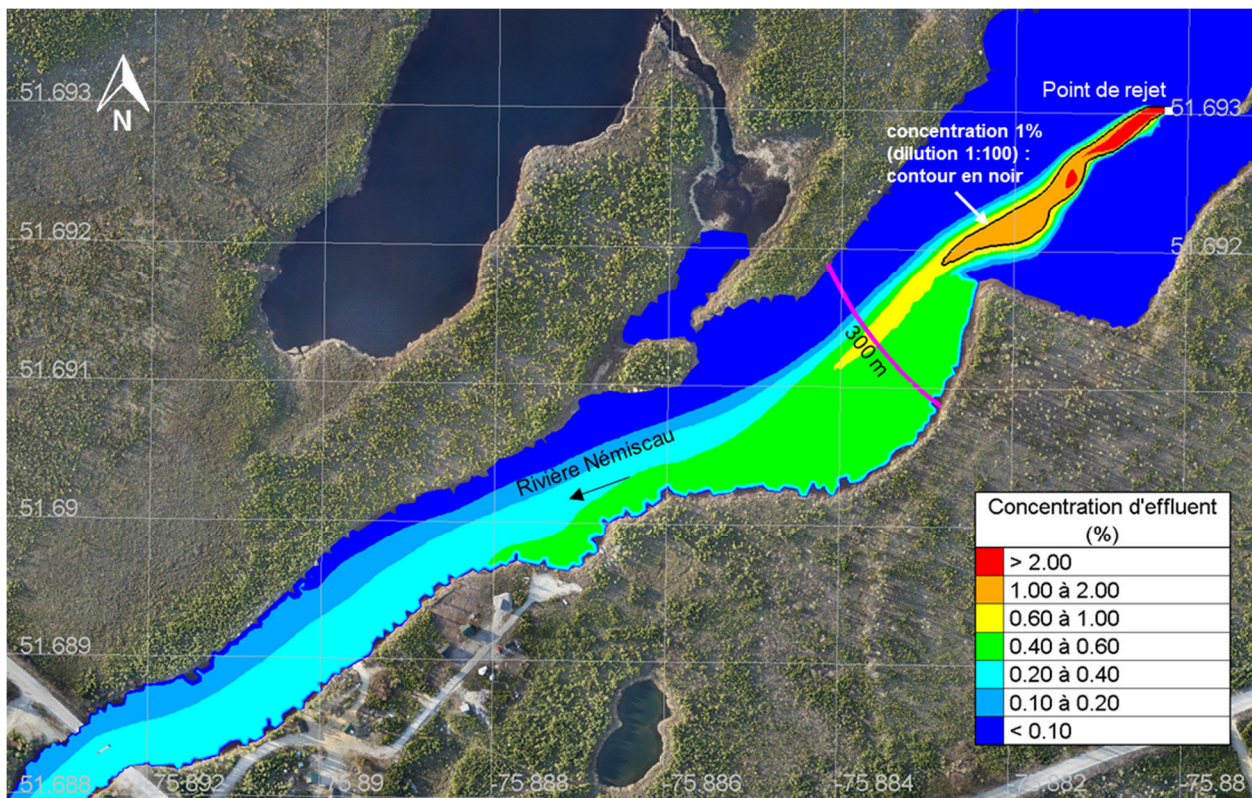 N
51.693
Point de rejet
51.693
concentration 1%
(dilution 1:100) :
contour en noir
51.692
51.692
300 m
51.691
Rivière Némiscau
51.69
Concentration d'effluent
(%)
> 2.00
1.00 à 2.00
0.60 à 1.00
0.40 à 0.60
0.20 à 0.40
0.10 à 0.20
< 0.10
51.689
51.688
-75.892
-75.89
-75.888
-75.886
-75.884
-75.882
-75.88